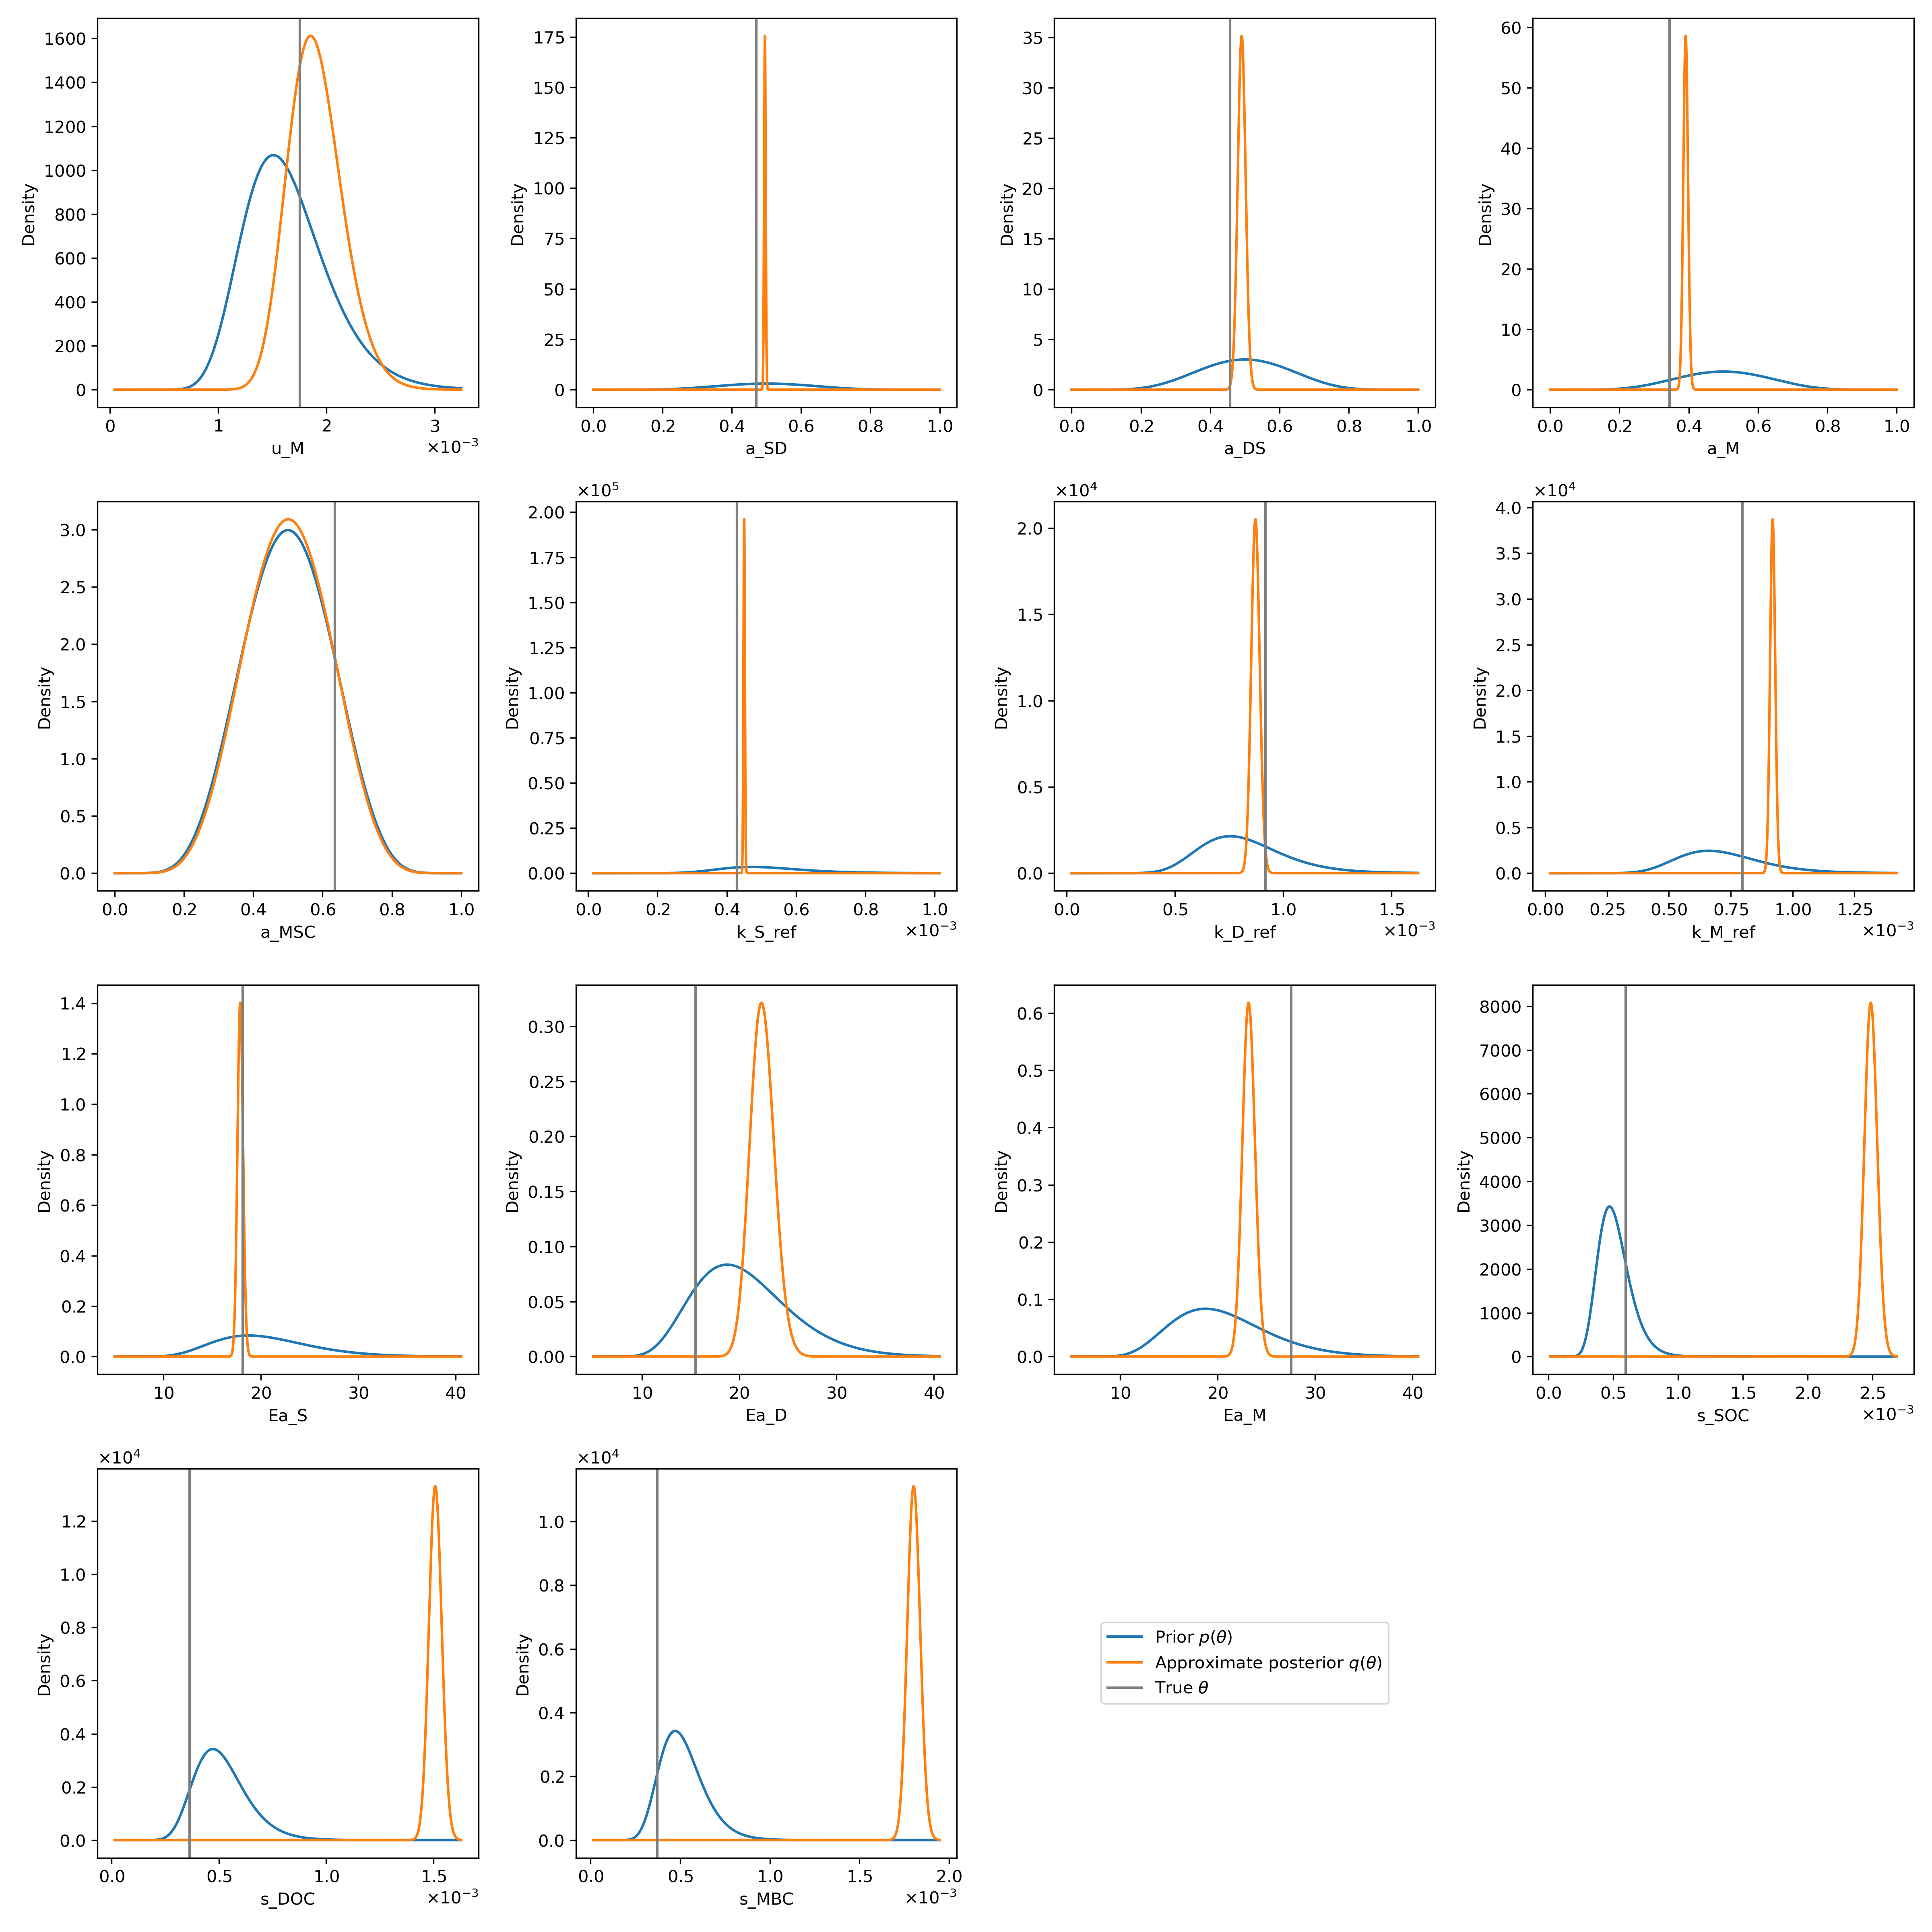 1600
1400
1200
1000
800
600
400
200
0
Density
0 1 2 3
×10⁻³
u_M
175
150
125
100
75
50
25
0
Density
0.0 0.2 0.4 0.6 0.8 1.0
a_SD
35
30
25
20
15
10
5
0
Density
0.0 0.2 0.4 0.6 0.8 1.0
a_DS
60
50
40
30
20
10
0
Density
0.0 0.2 0.4 0.6 0.8 1.0
a_M
3.0
2.5
2.0
1.5
1.0
0.5
0.0
Density
0.0 0.2 0.4 0.6 0.8 1.0
a_MSC
×10⁵
2.00
1.75
1.50
1.25
1.00
0.75
0.50
0.25
0.00
Density
0.0 0.2 0.4 0.6 0.8 1.0
×10⁻³
k_S_ref
×10⁴
2.0
1.5
1.0
0.5
0.0
Density
0.0 0.5 1.0 1.5
×10⁻³
k_D_ref
×10⁴
4.0
3.5
3.0
2.5
2.0
1.5
1.0
0.5
0.0
Density
0.00 0.25 0.50 0.75 1.00 1.25
×10⁻³
k_M_ref
1.4
1.2
1.0
0.8
0.6
0.4
0.2
0.0
Density
10 20 30 40
Ea_S
0.30
0.25
0.20
0.15
0.10
0.05
0.00
Density
10 20 30 40
Ea_D
0.6
0.5
0.4
0.3
0.2
0.1
0.0
Density
10 20 30 40
Ea_M
8000
7000
6000
5000
4000
3000
2000
1000
0
Density
0.0 0.5 1.0 1.5 2.0 2.5
×10⁻³
s_SOC
×10⁴
1.2
1.0
0.8
0.6
0.4
0.2
0.0
Density
0.0 0.5 1.0 1.5
×10⁻³
s_DOC
×10⁴
1.0
0.8
0.6
0.4
0.2
0.0
Density
0.0 0.5 1.0 1.5 2.0
×10⁻³
s_MBC
Prior p(θ)
Approximate posterior q(θ)
True θ